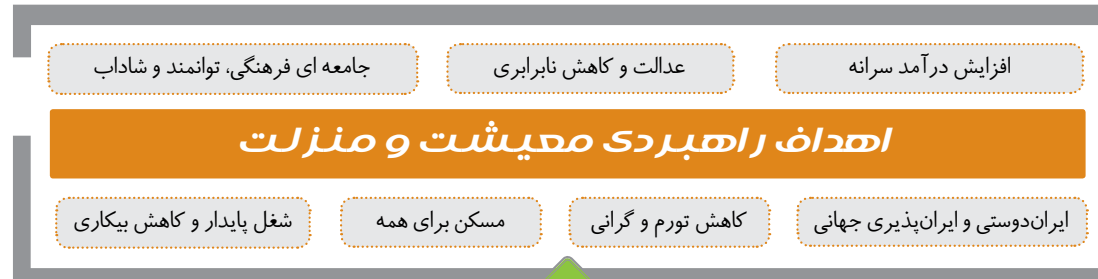 افزایش درآمد سرانه
عدالت و کاهش نابرابری
جامعه ای فرهنگی، توانمند و شاداب
اهداف راهبردی معیشت و منزلت
ایران‌دوستی و ایران‌پذیری جهانی
کاهش تورم و گرانی
مسکن برای همه
شغل پایدار و کاهش بیکاری